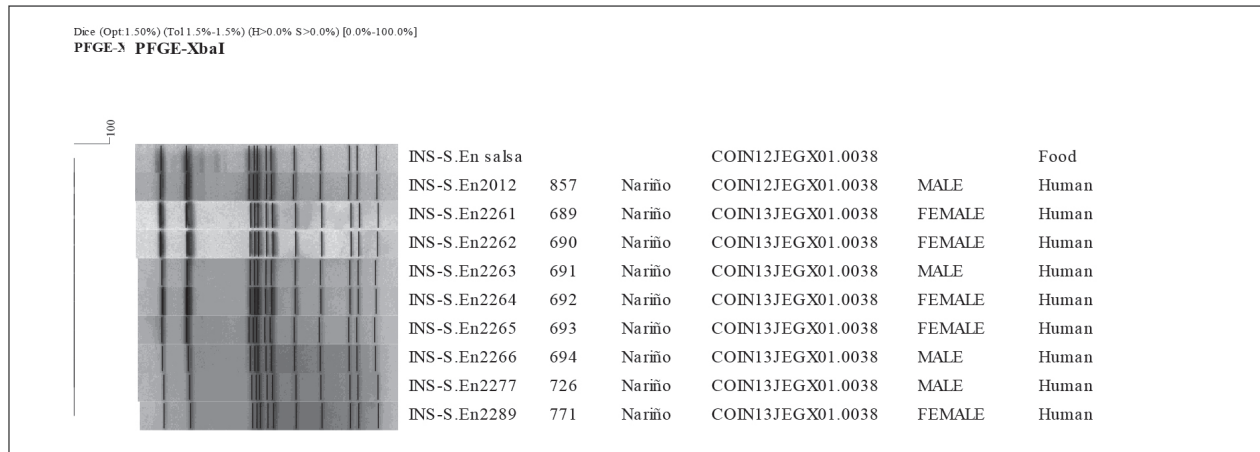 Dice (Opt:1.50%) (Tol 1.5%-1.5%) (H>0.0% S>0.0%) [0.0%-100.0%]
PFGE-X PFGE-XbaI
100
INS-S.En salsa COIN12JEGX01.0038 Food
INS-S.En2012 857 Nariño COIN12JEGX01.0038 MALE Human
INS-S.En2261 689 Nariño COIN13JEGX01.0038 FEMALE Human
INS-S.En2262 690 Nariño COIN13JEGX01.0038 FEMALE Human
INS-S.En2263 691 Nariño COIN13JEGX01.0038 MALE Human
INS-S.En2264 692 Nariño COIN13JEGX01.0038 FEMALE Human
INS-S.En2265 693 Nariño COIN13JEGX01.0038 FEMALE Human
INS-S.En2266 694 Nariño COIN13JEGX01.0038 MALE Human
INS-S.En2277 726 Nariño COIN13JEGX01.0038 MALE Human
INS-S.En2289 771 Nariño COIN13JEGX01.0038 FEMALE Human